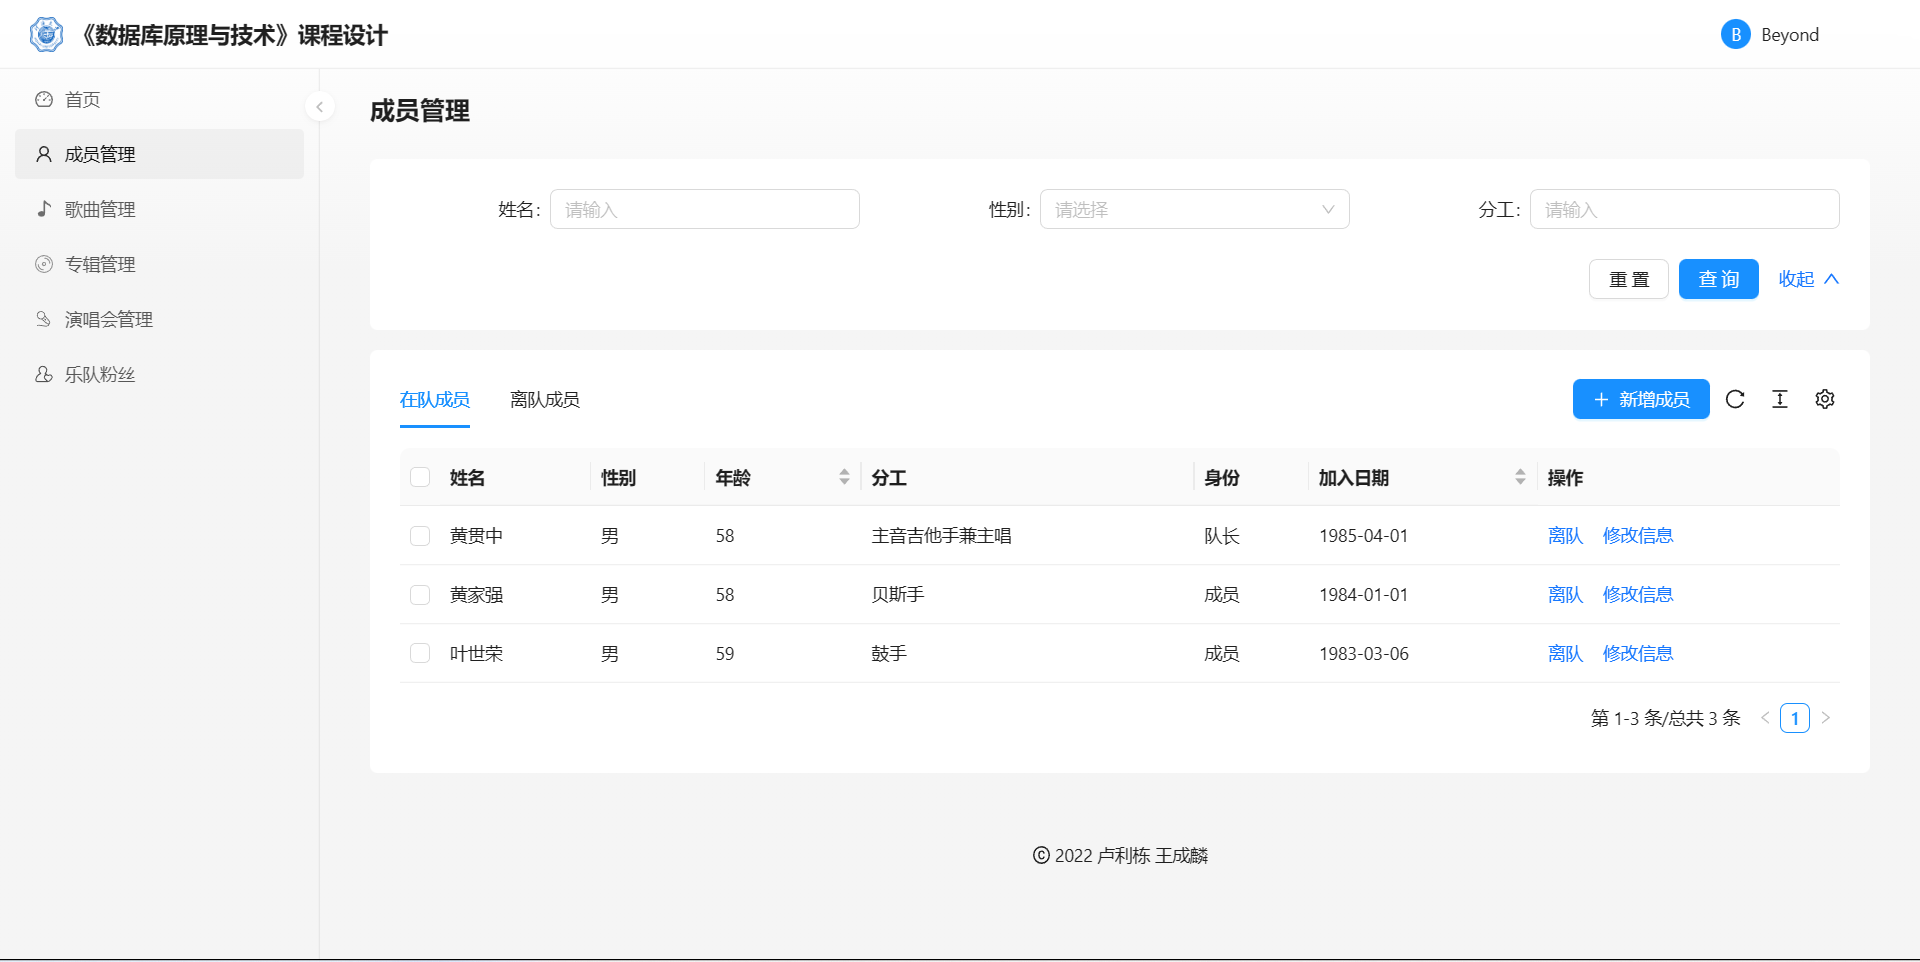 《数据库原理与技术》课程设计
B Beyond
首页
成员管理
歌曲管理
专辑管理
演唱会管理
乐队粉丝
成员管理
姓名: 请输入 性别: 请选择 分工: 请输入
重 置 查 询 收起
在队成员 离队成员 新增成员
姓名 性别 年龄 分工 身份 加入日期 操作
黄贯中 男 58 主音吉他手兼主唱 队长 1985-04-01 离队 修改信息
黄家强 男 58 贝斯手 成员 1984-01-01 离队 修改信息
叶世荣 男 59 鼓手 成员 1983-03-06 离队 修改信息
第 1-3 条/总共 3 条 < 1 >
© 2022 卢利栋 王成麟